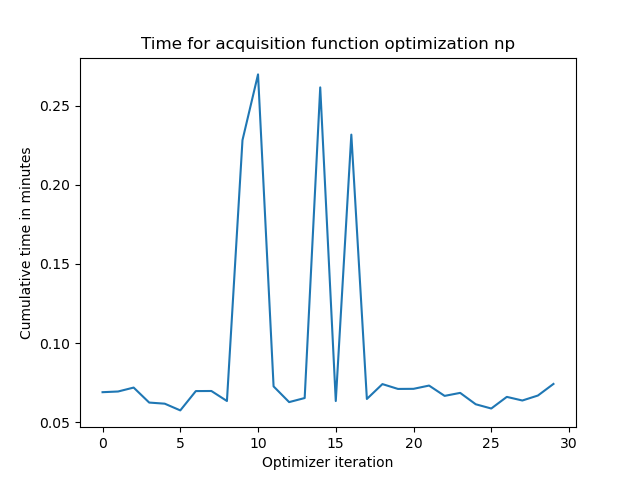 Time for acquisition function optimization np
Cumulative time in minutes
0.25
0.20
0.15
0.10
0.05
0 5 10 15 20 25 30
Optimizer iteration